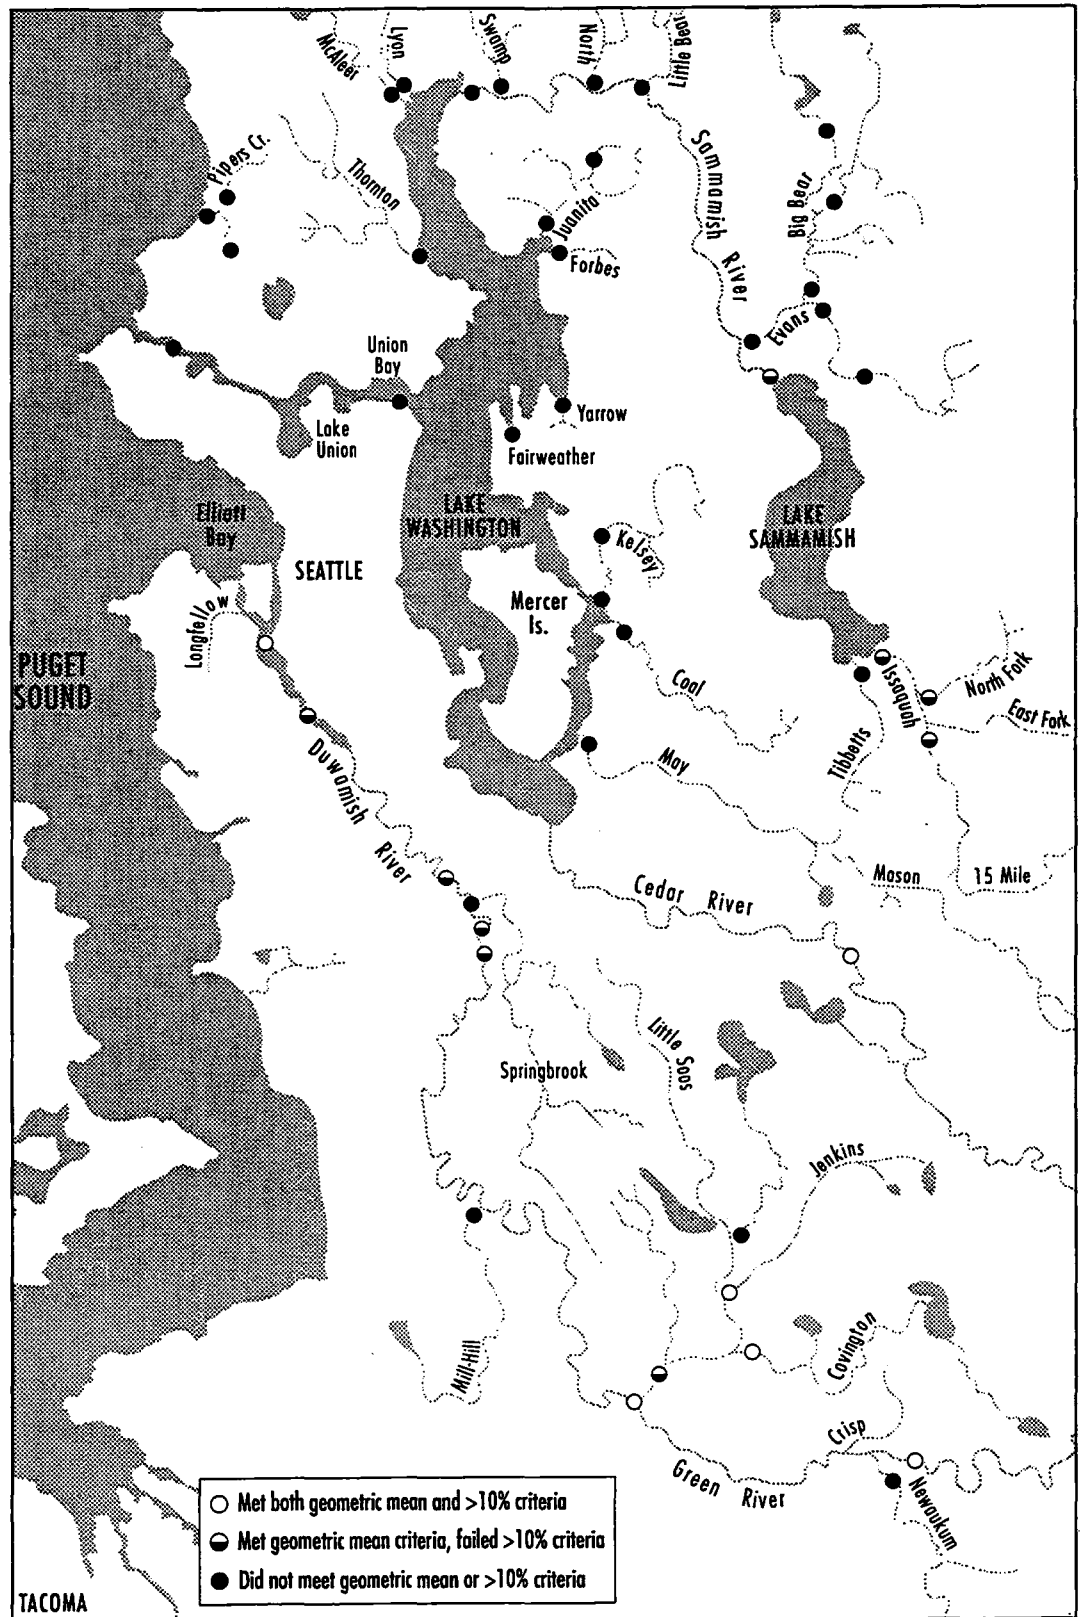 McAleer
Lyon
Swamp
North
Little Bear
Pipers Cr.
Thornton
Juanita
Forbes
Sammamish
River
Big Bear
Evans
Union
Bay
Lake
Union
Yarrow
Fairweather
LAKE
WASHINGTON
Elliott
Bay
SEATTLE
Kelsey
LAKE
SAMMAMISH
Mercer
Is.
Longfellow
PUGET
SOUND
Coal
Issaquah
North Fork
East Fork
Tibbetts
May
Duwamish
River
Mason
15 Mile
Cedar River
Little Soos
Springbrook
Jenkins
Mill-Hill
Covington
Crisp
Green River
Newaukum
Met both geometric mean and >10% criteria
Met geometric mean criteria, failed >10% criteria
Did not meet geometric mean or >10% criteria
TACOMA